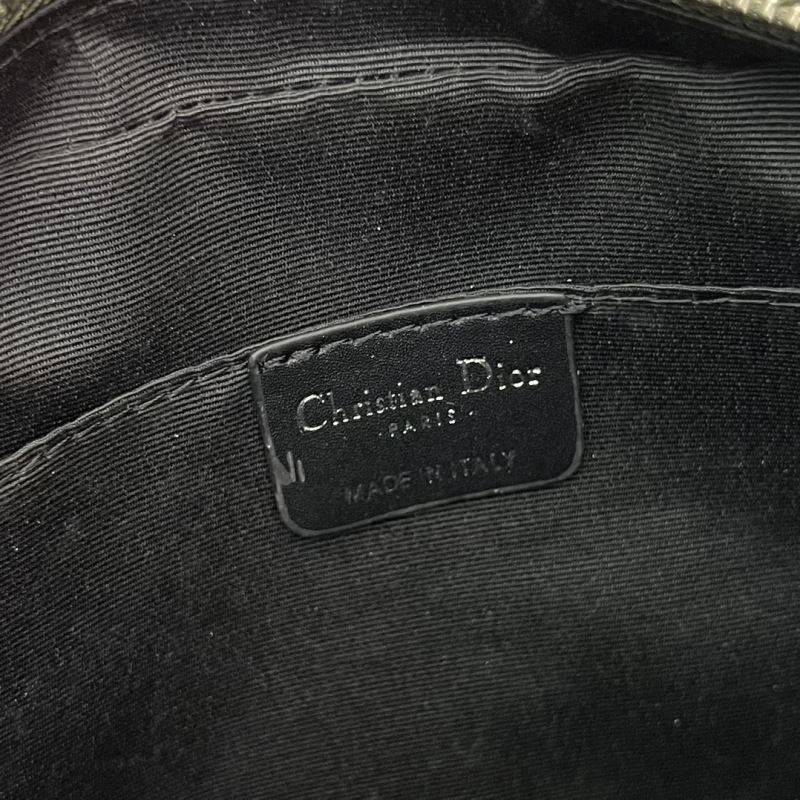 Christian Dior
·PARIS·
MADE IN ITALY